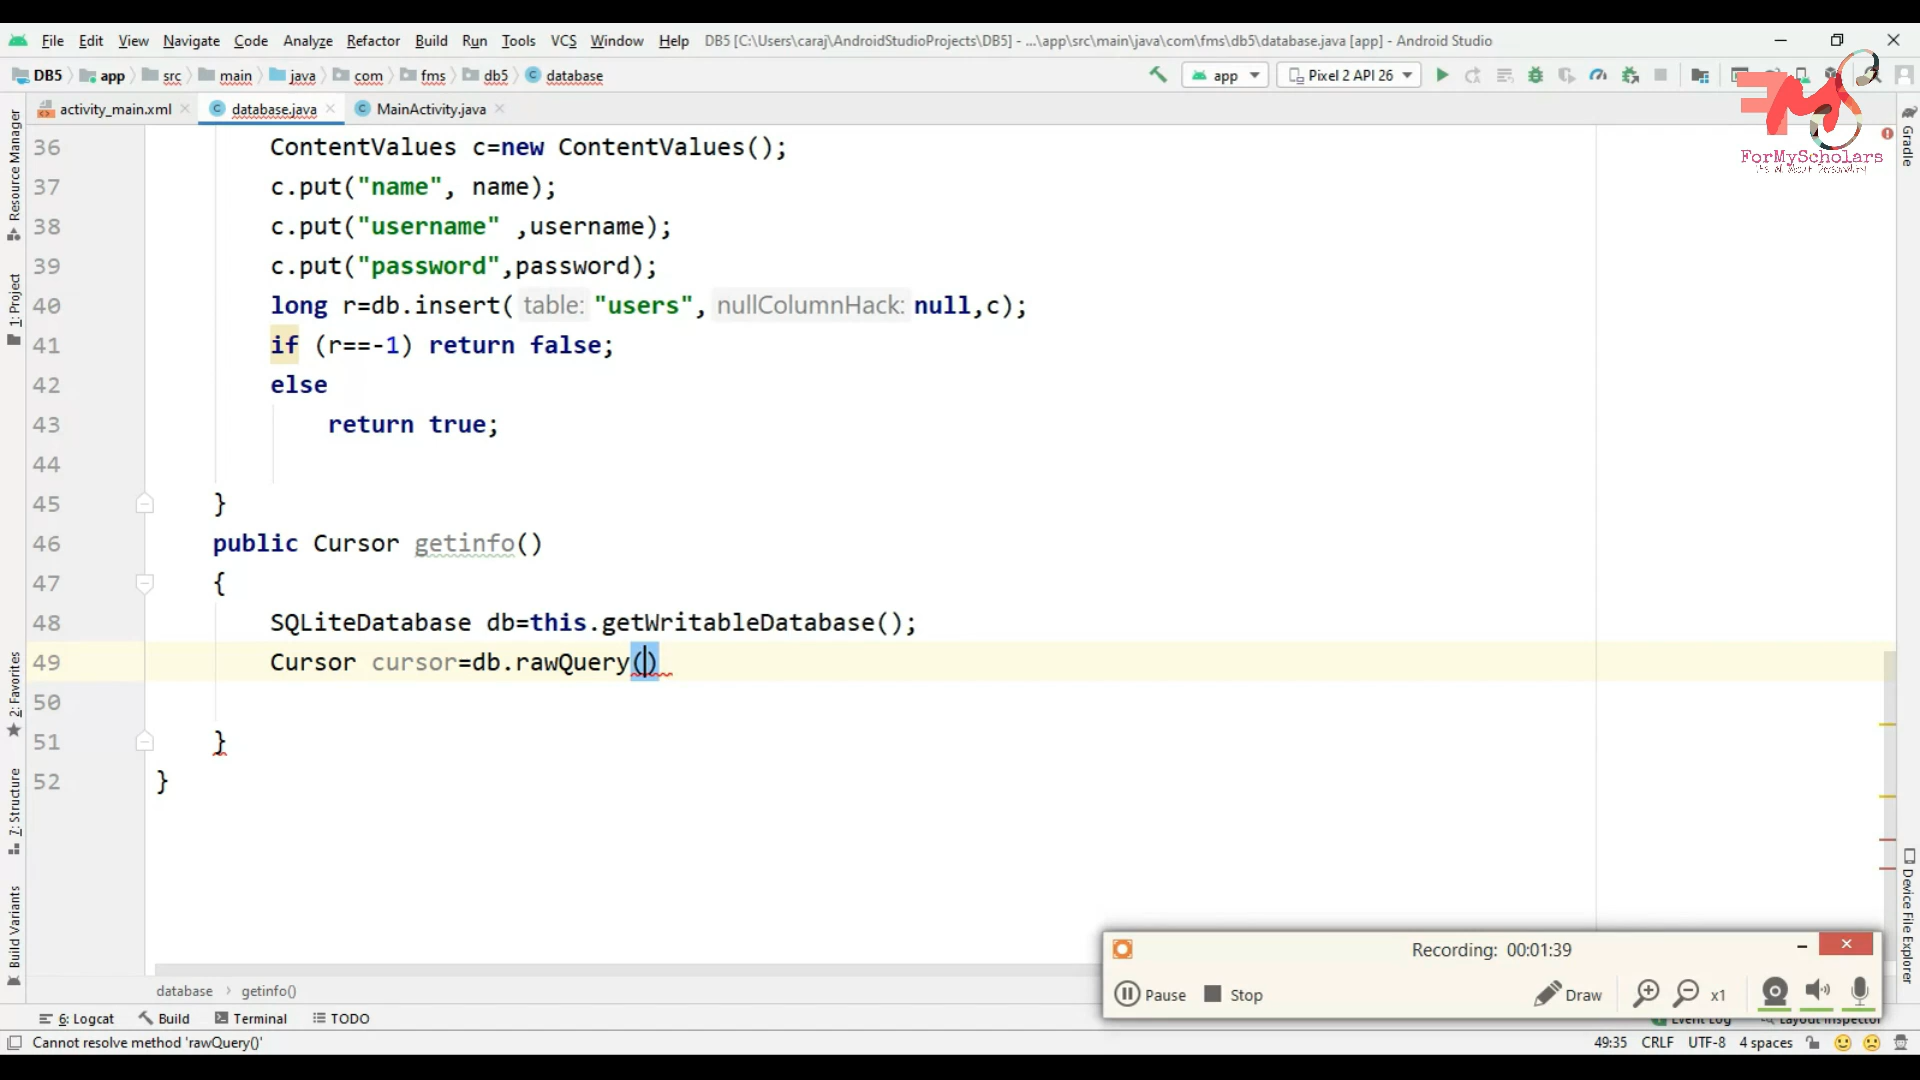 File Edit View Navigate Code Analyze Refactor Build Run Tools VCS Window Help DB5 [C:\Users\caraj\AndroidStudioProjects\DB5] - ...\app\src\main\java\com\fms\db5\database.java [app] - Android Studio
DB5 app src main java com fms db5 database app Pixel 2 API 26
activity_main.xml database.java MainActivity.java
ForMyScholars
Resource Manager
1: Project
2: Favorites
7: Structure
Build Variants
Gradle
Device File Explorer
36 ContentValues c=new ContentValues();
37 c.put("name", name);
38 c.put("username" ,username);
39 c.put("password",password);
40 long r=db.insert( table: "users", nullColumnHack: null,c);
41 if (r==-1) return false;
42 else
43 return true;
44
45 }
46 public Cursor getinfo()
47 {
48 SQLiteDatabase db=this.getWritableDatabase();
49 Cursor cursor=db.rawQuery()
50
51 }
52 }
Recording: 00:01:39
Pause Stop Draw x1
database getinfo()
6: Logcat Build Terminal TODO Event Log Layout Inspector
Cannot resolve method 'rawQuery()' 49:35 CRLF UTF-8 4 spaces